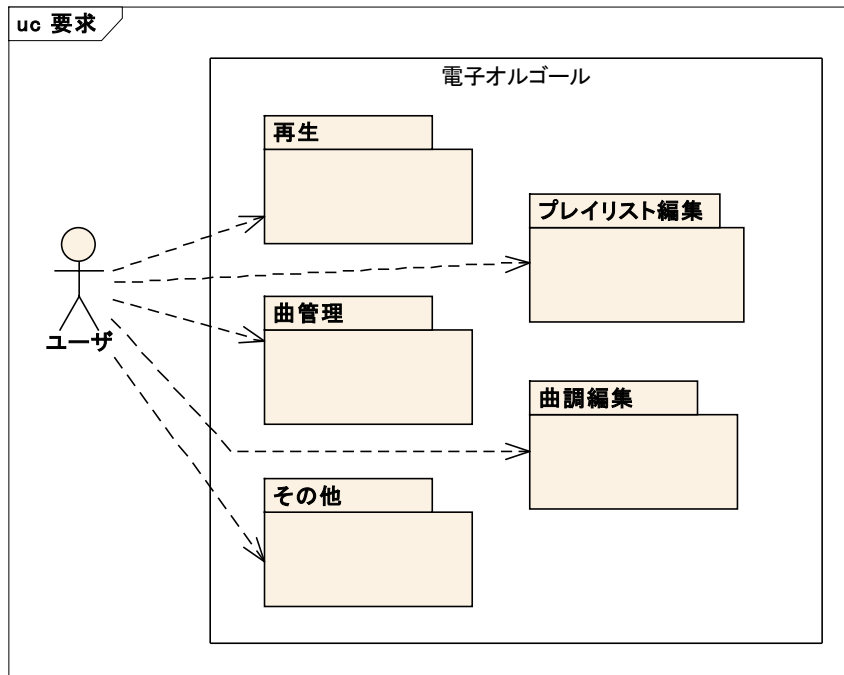 uc 要求
電子オルゴール
再生
プレイリスト編集
曲管理
ユーザ
曲調編集
その他